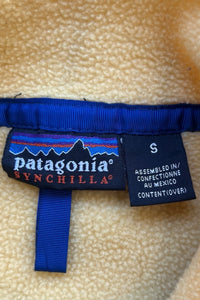 patagonia®
SYNCHILLA®
S
ASSEMBLED IN/
CONFECTIONNE
AU MEXICO
CONTENT(OVER)